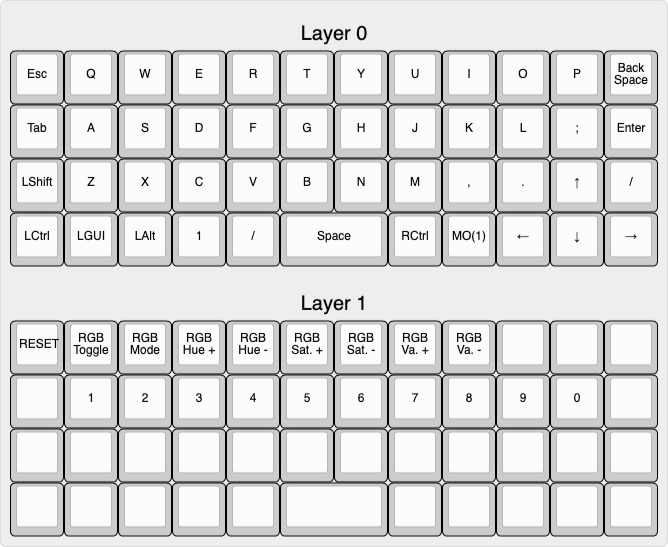 Layer 0
Esc Q W E R T Y U I O P Back Space
Tab A S D F G H J K L ; Enter
LShift Z X C V B N M , . ↑ /
LCtrl LGUI LAlt 1 / Space RCtrl MO(1) ← ↓ →
Layer 1
RESET RGB Toggle RGB Mode RGB Hue + RGB Hue - RGB Sat. + RGB Sat. - RGB Va. + RGB Va. -
1 2 3 4 5 6 7 8 9 0